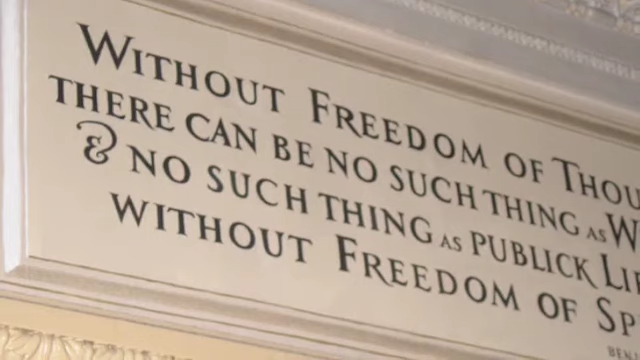 WITHOUT FREEDOM OF THOU
THERE CAN BE NO SUCH THING AS W
& NO SUCH THING AS PUBLICK LI
WITHOUT FREEDOM OF SP
BEN